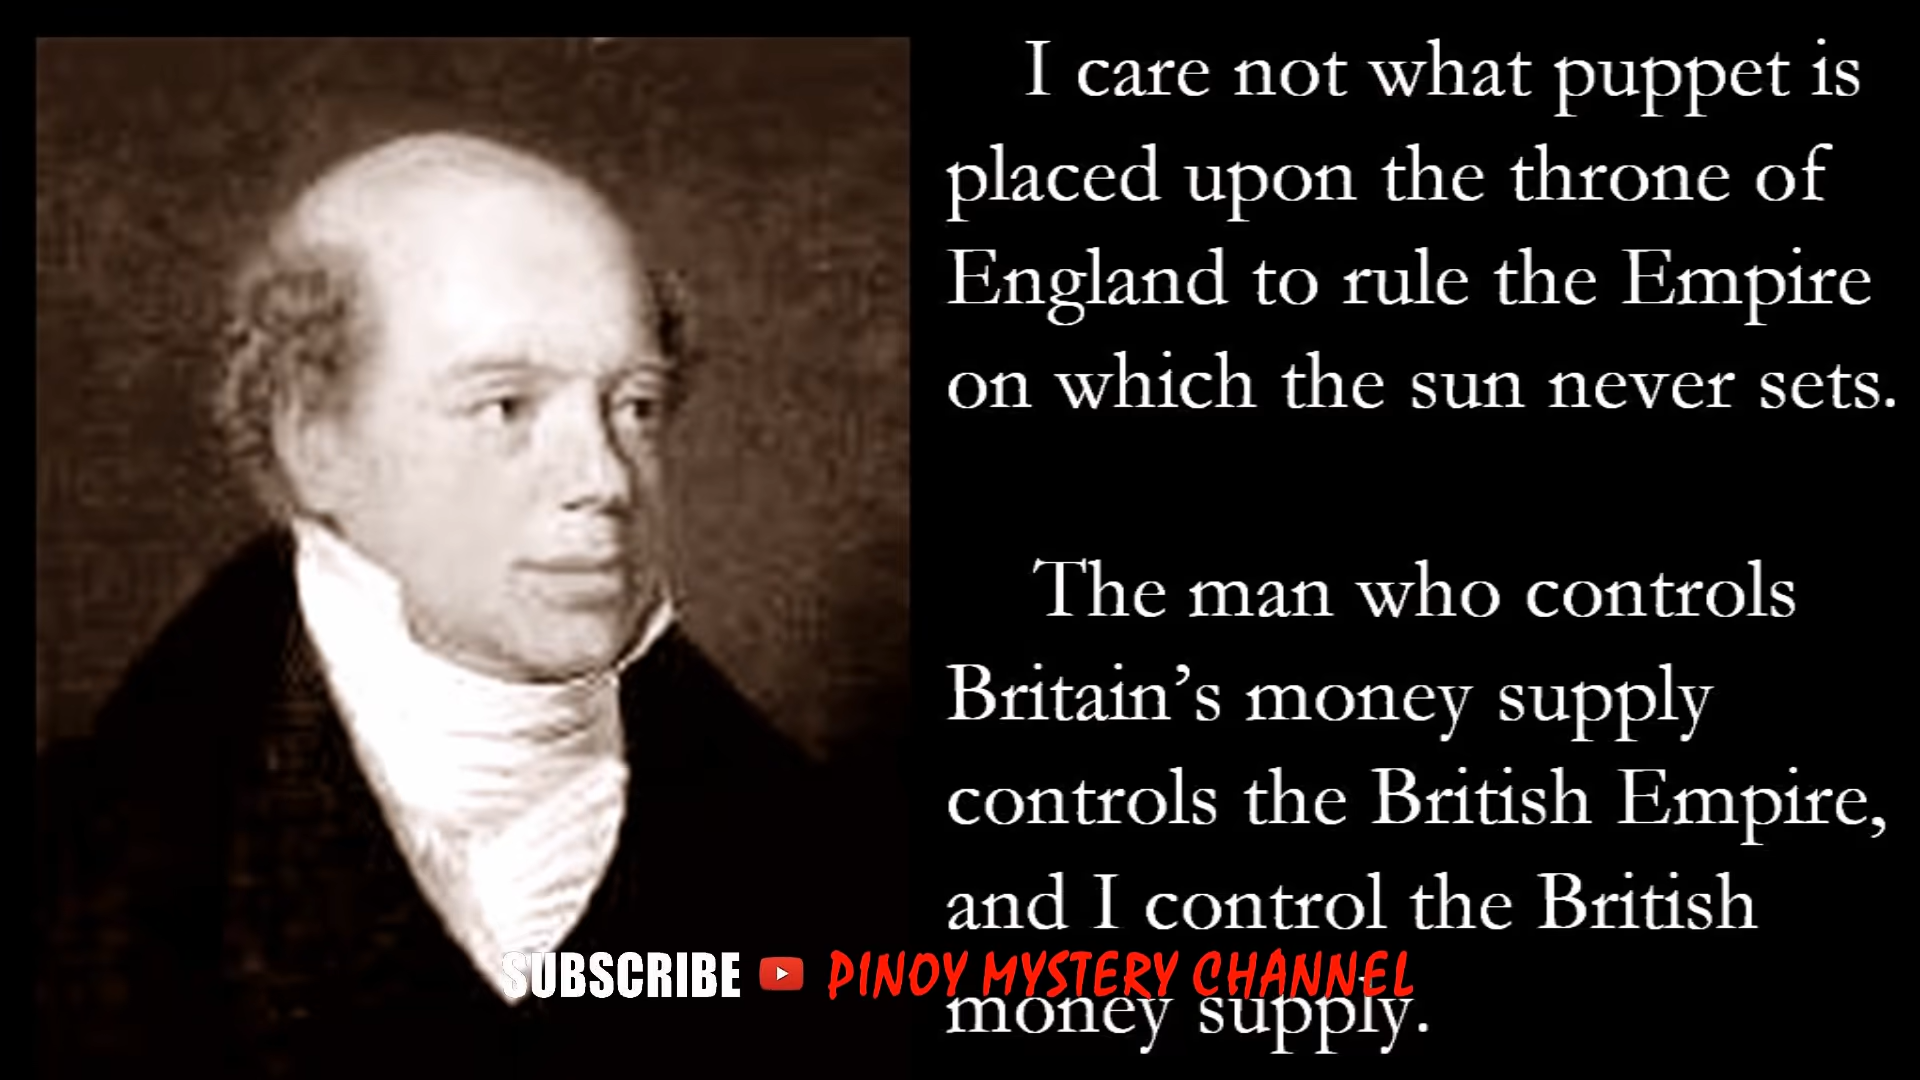 I care not what puppet is
placed upon the throne of
England to rule the Empire
on which the sun never sets.
The man who controls
Britain’s money supply
controls the British Empire,
and I control the British
SUBSCRIBE PINOY MYSTERY CHANNEL
money supply.